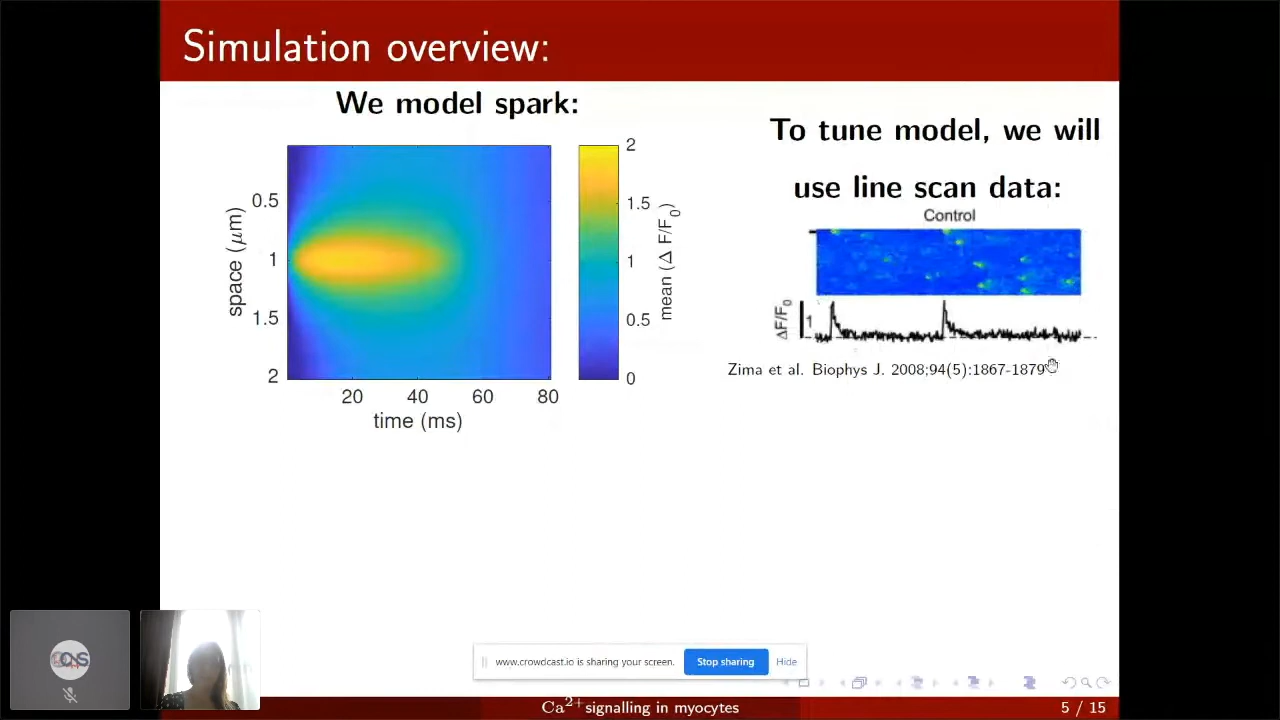 Simulation overview:
We model spark:
0.5
1
1.5
2
space (μm)
20 40 60 80
time (ms)
2
1.5
1
0.5
0
mean (Δ F/F0)
To tune model, we will
use line scan data:
Control
ΔF/F0
1
Zima et al. Biophys J. 2008;94(5):1867-1879
www.crowdcast.io is sharing your screen. Stop sharing Hide
Ca2+signalling in myocytes 5 / 15